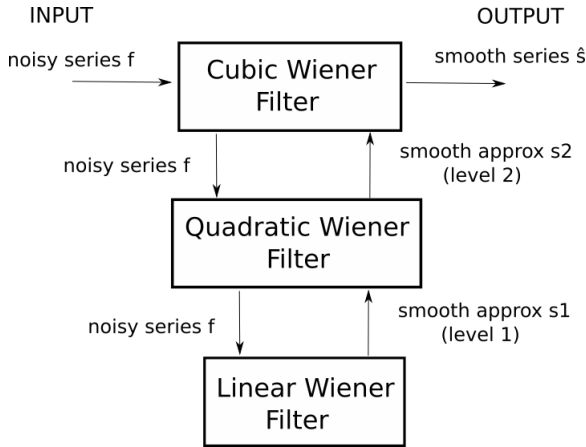 INPUT
OUTPUT
noisy series f
smooth series ŝ
Cubic Wiener
Filter
noisy series f
smooth approx s2
(level 2)
Quadratic Wiener
Filter
noisy series f
smooth approx s1
(level 1)
Linear Wiener
Filter